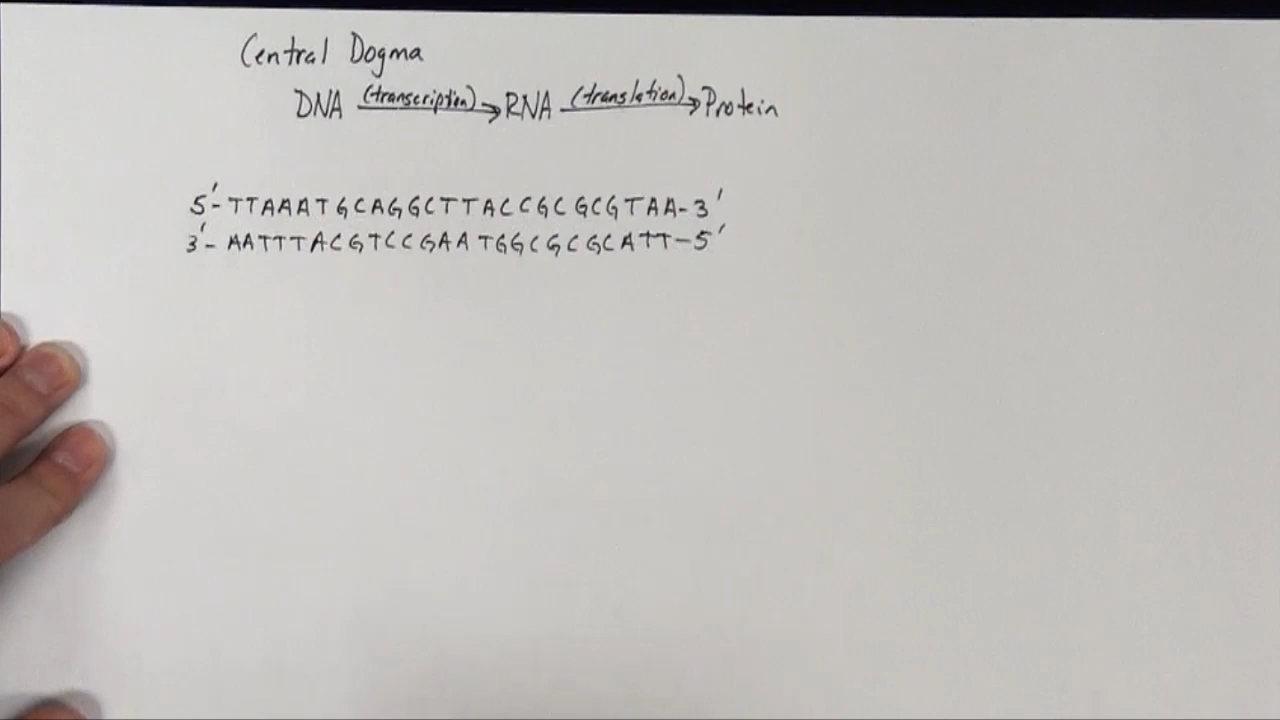 Central Dogma
DNA (transcription)→ RNA (translation)→ Protein
5'- TTAAATGCAGGCTTACCGCGCGTAA-3'
3'- AATTTACGTCCGAATGGCGCGCATT-5'